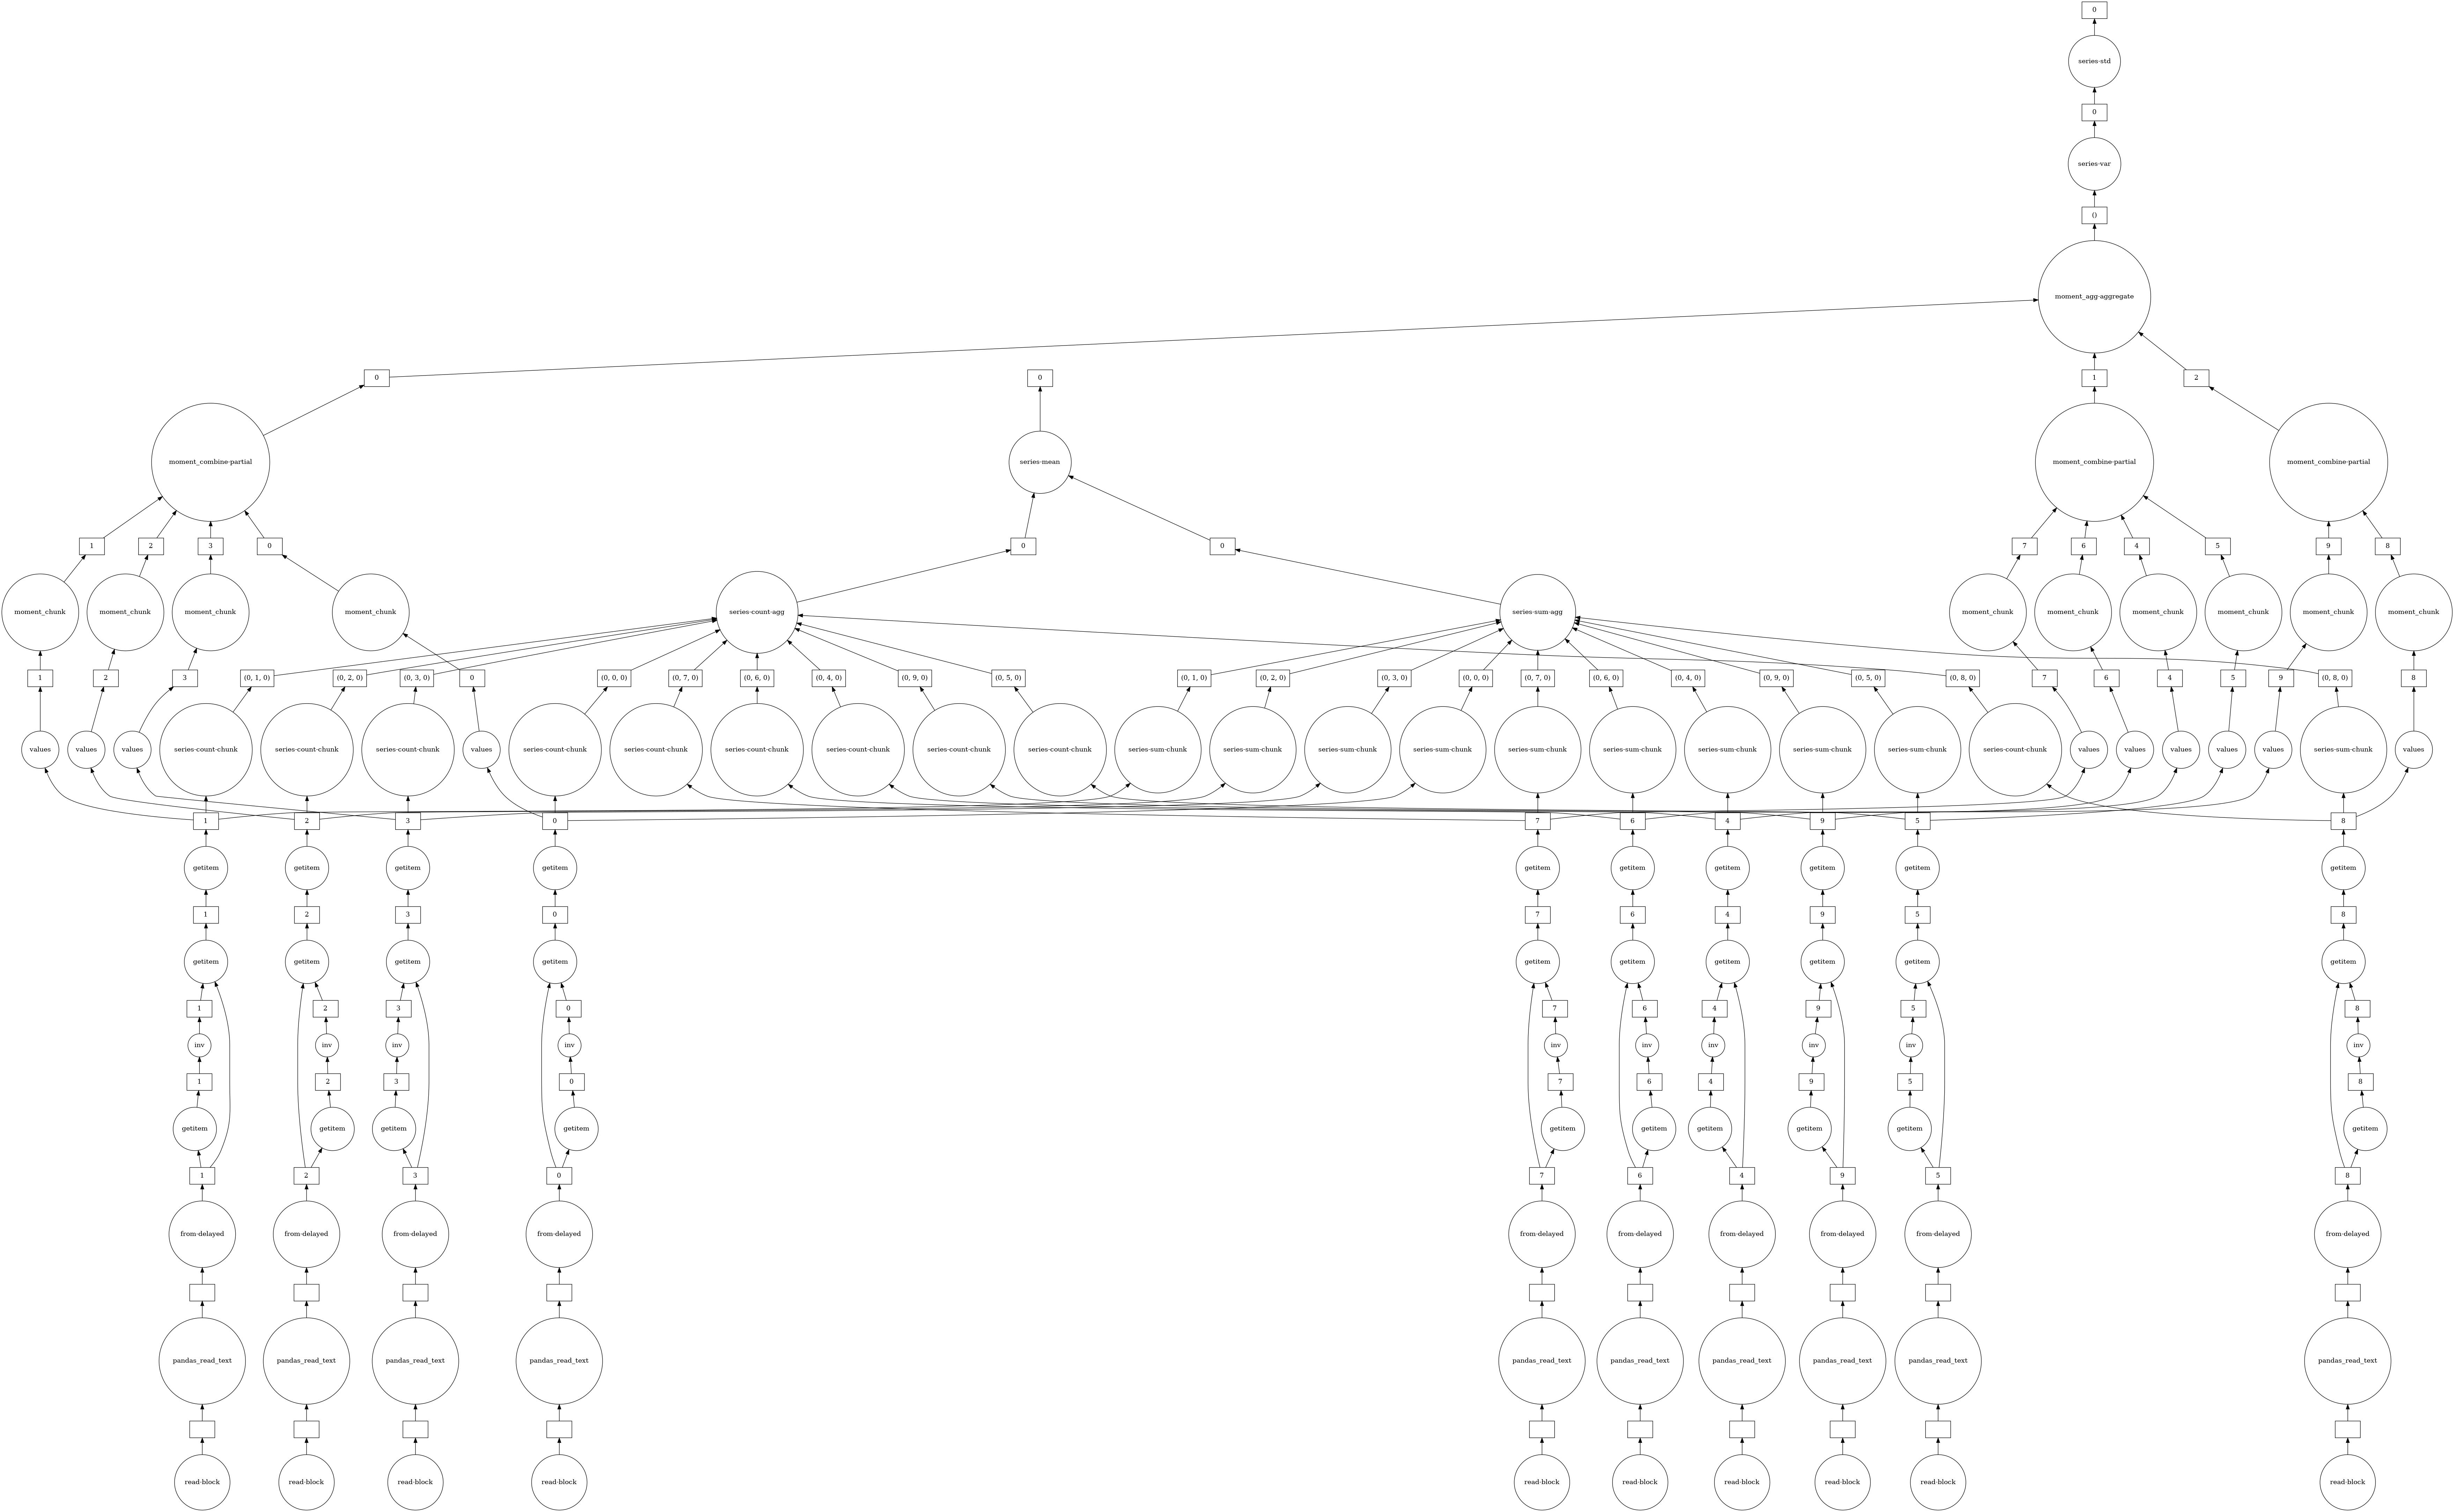 0
series-std
0
series-var
()
moment_agg-aggregate
0 0 1 2
moment_combine-partial series-mean moment_combine-partial moment_combine-partial
1 2 3 0 0 0 7 6 4 5 9 8
moment_chunk moment_chunk moment_chunk moment_chunk series-count-agg series-sum-agg moment_chunk moment_chunk moment_chunk moment_chunk moment_chunk moment_chunk
1 2 3 (0, 1, 0) (0, 2, 0) (0, 3, 0) 0 (0, 0, 0) (0, 7, 0) (0, 6, 0) (0, 4, 0) (0, 9, 0) (0, 5, 0) (0, 1, 0) (0, 2, 0) (0, 3, 0) (0, 0, 0) (0, 7, 0) (0, 6, 0) (0, 4, 0) (0, 9, 0) (0, 5, 0) (0, 8, 0) 7 6 4 5 9 (0, 8, 0) 8
values values values series-count-chunk series-count-chunk series-count-chunk values series-count-chunk series-count-chunk series-count-chunk series-count-chunk series-count-chunk series-count-chunk series-sum-chunk series-sum-chunk series-sum-chunk series-sum-chunk series-sum-chunk series-sum-chunk series-sum-chunk series-sum-chunk series-sum-chunk series-count-chunk values values values values values series-sum-chunk values
1 2 3 0 7 6 4 9 5 8
getitem getitem getitem getitem getitem getitem getitem getitem getitem getitem
1 2 3 0 7 6 4 9 5 8
getitem getitem getitem getitem getitem getitem getitem getitem getitem getitem
1 2 3 0 7 6 4 9 5 8
inv inv inv inv inv inv inv inv inv inv
1 2 3 0 7 6 4 9 5 8
getitem getitem getitem getitem getitem getitem getitem getitem getitem getitem
1 2 3 0 7 6 4 9 5 8
from-delayed from-delayed from-delayed from-delayed from-delayed from-delayed from-delayed from-delayed from-delayed from-delayed
pandas_read_text pandas_read_text pandas_read_text pandas_read_text pandas_read_text pandas_read_text pandas_read_text pandas_read_text pandas_read_text pandas_read_text
read-block read-block read-block read-block read-block read-block read-block read-block read-block read-block